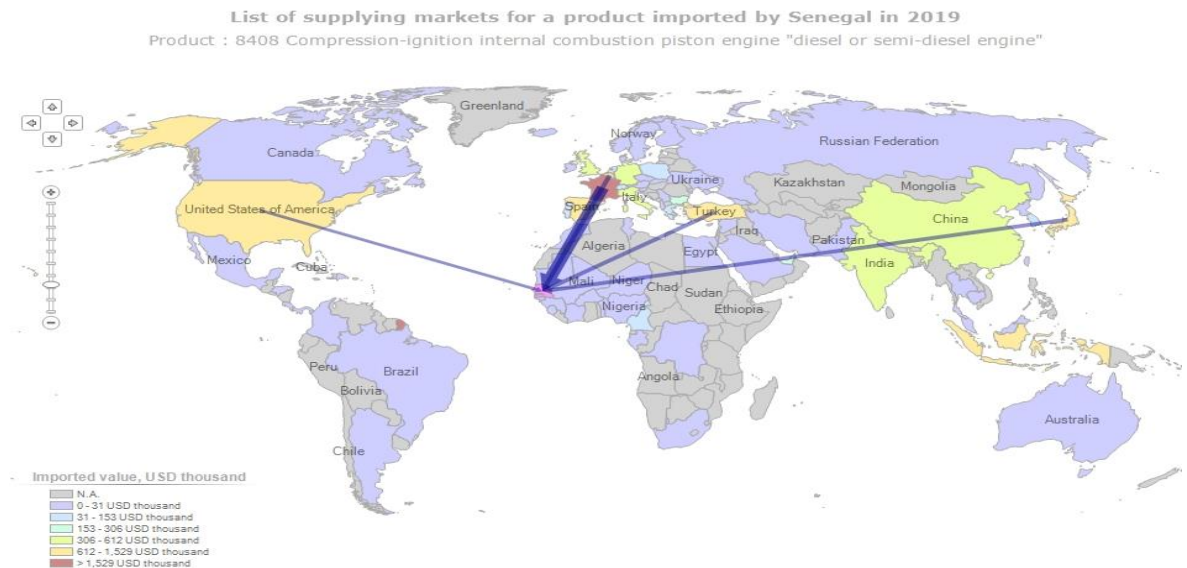 List of supplying markets for a product imported by Senegal in 2019
Product : 8408 Compression-ignition internal combustion piston engine "diesel or semi-diesel engine"
Greenland
Norway
Russian Federation
Canada
Ukraine
Kazakhstan
Mongolia
Italy
Spain
Turkey
United States of America
China
Iraq
Pakistan
Algeria
Egypt
Mexico
Cuba
India
Mali
Niger
Chad
Sudan
Nigeria
Ethiopia
Peru
Brazil
Angola
Bolivia
Australia
Chile
Imported value, USD thousand
N.A.
0 - 31 USD thousand
31 - 153 USD thousand
153 - 306 USD thousand
306 - 612 USD thousand
612 - 1,529 USD thousand
> 1,529 USD thousand